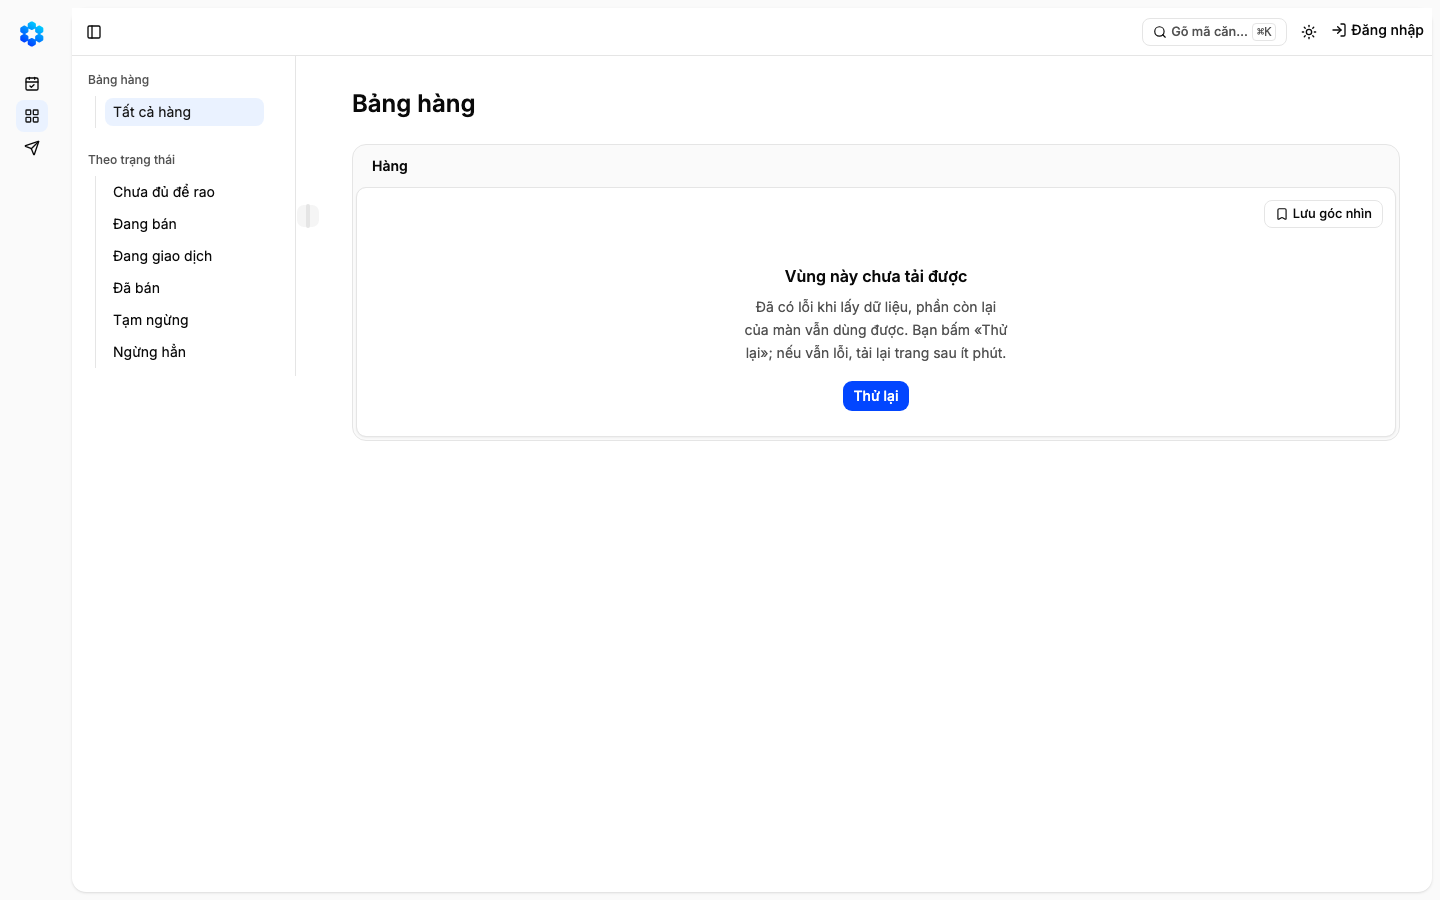 Gõ mã căn... ⌘K
Đăng nhập
Bảng hàng
Tất cả hàng
Theo trạng thái
Chưa đủ để rao
Đang bán
Đang giao dịch
Đã bán
Tạm ngừng
Ngừng hẳn
Bảng hàng
Hàng
Lưu góc nhìn
Vùng này chưa tải được
Đã có lỗi khi lấy dữ liệu, phần còn lại
của màn vẫn dùng được. Bạn bấm «Thử
lại»; nếu vẫn lỗi, tải lại trang sau ít phút.
Thử lại